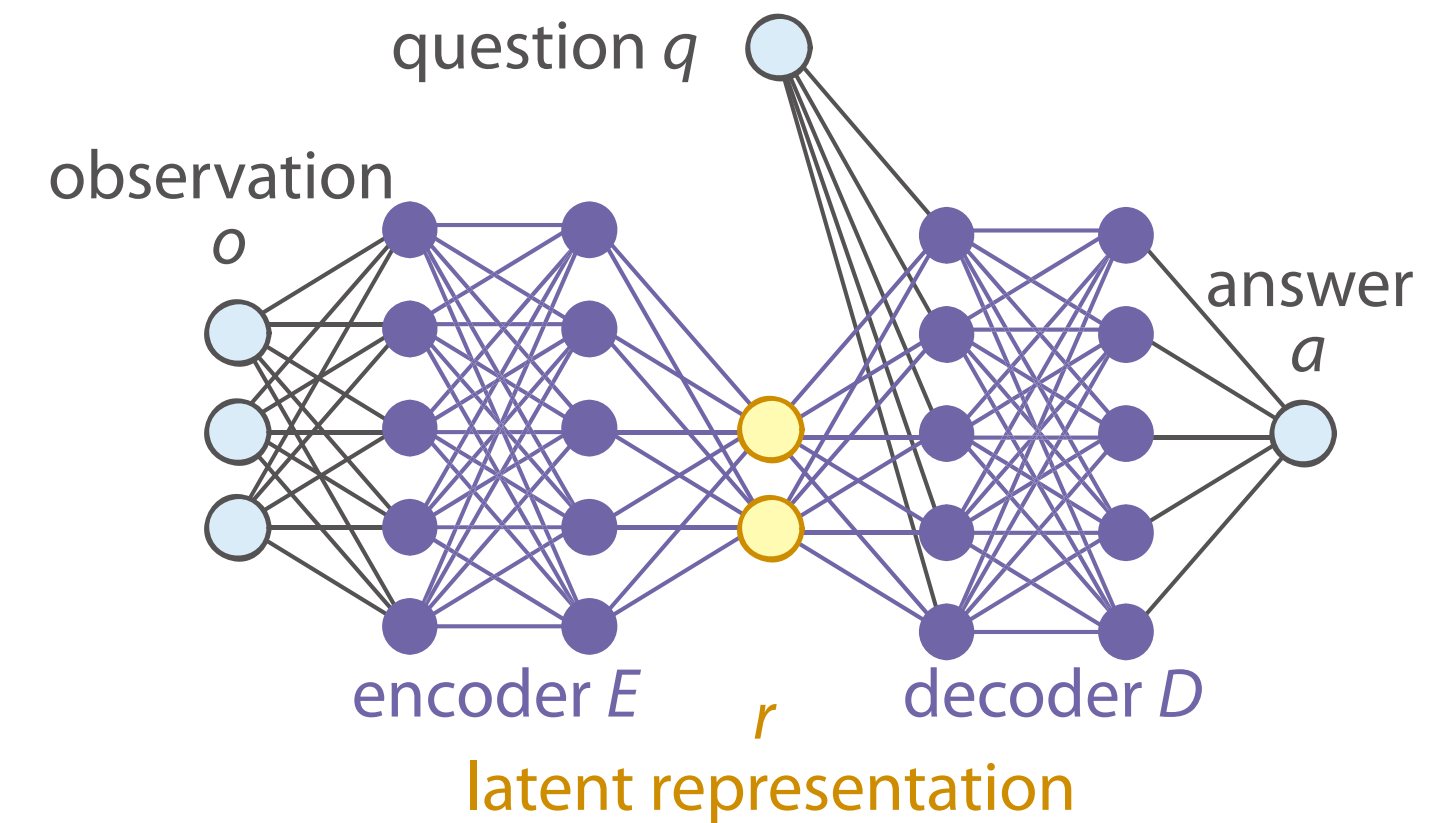 question q
observation
o
answer
a
encoder E
decoder D
r
latent representation